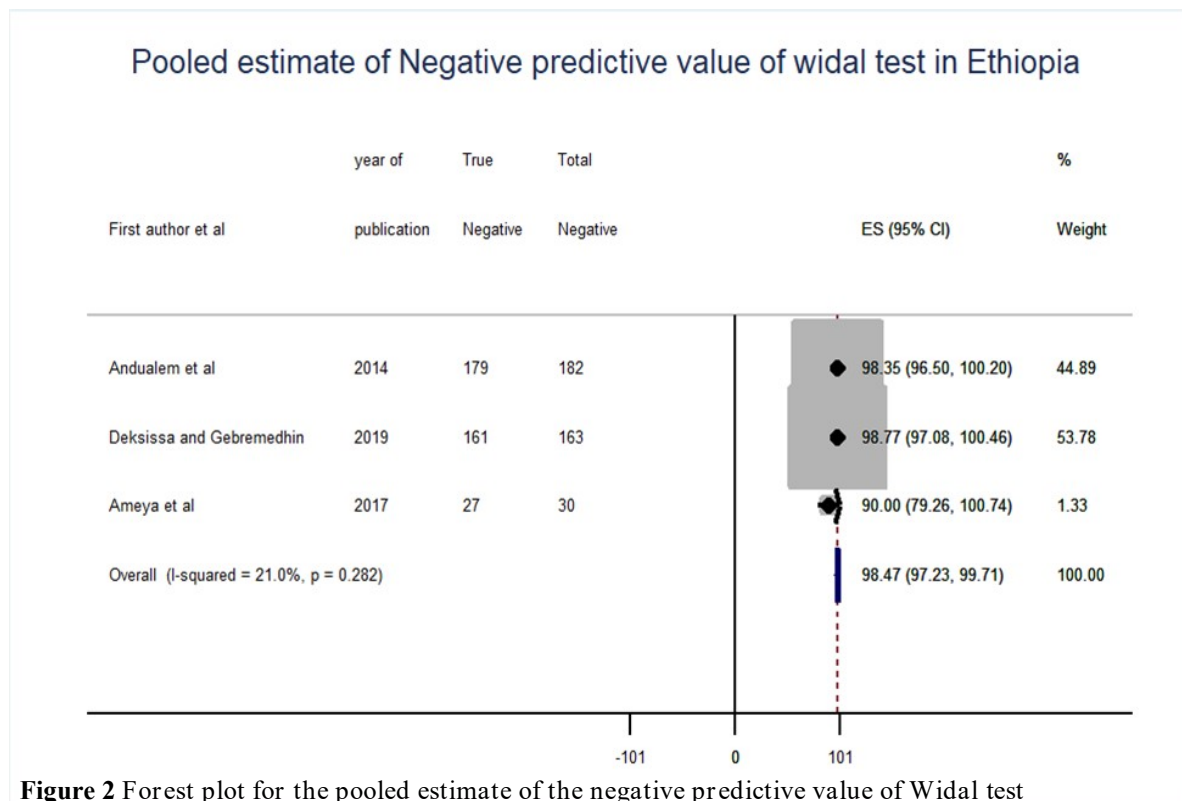 Pooled estimate of Negative predictive value of widal test in Ethiopia
year of True Total %
First author et al publication Negative Negative ES (95% CI) Weight
Andualem et al 2014 179 182 98.35 (96.50, 100.20) 44.89
Deksissa and Gebremedhin 2019 161 163 98.77 (97.08, 100.46) 53.78
Ameya et al 2017 27 30 90.00 (79.26, 100.74) 1.33
Overall (I-squared = 21.0%, p = 0.282) 98.47 (97.23, 99.71) 100.00
-101 0 101
Figure 2 Forest plot for the pooled estimate of the negative predictive value of Widal test